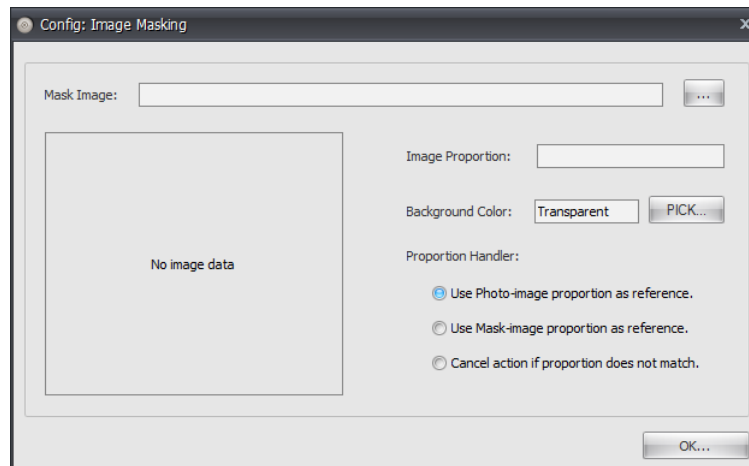 Config: Image Masking
x
Mask Image:
...
Image Proportion:
Background Color: Transparent PICK...
No image data
Proportion Handler:
Use Photo-image proportion as reference.
Use Mask-image proportion as reference.
Cancel action if proportion does not match.
OK...